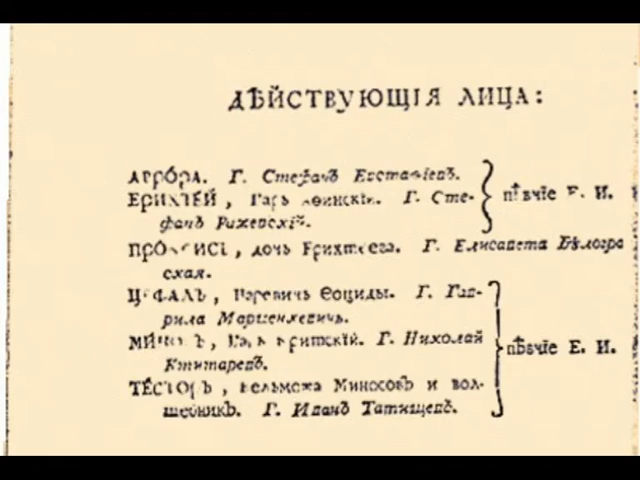 ДѢЙСТВУЮЩІЯ ЛИЦА:
АВРОРА. Г. Стефанъ Евстафіевъ.
ЕРИХТЕЙ, Царь Аѳинскій. Г. Сте-
фанъ Ражевскій.
пѣвчіе Е. И.
ПРОКРИСЪ, дочь Ерихтеева. Г. Елисавета Бѣлогра
ская.
ЦЕФАЛЪ, Царевичь Ѳоциды. Г. Гав-
рила Марценкевичь.
МИНОСЪ, Царь Критскій. Г. Николай
Ктитаревъ.
пѣвчіе Е. И.
ТЕСТОРЪ, вельможа Миносовъ и вол-
шебникъ. Г. Иванъ Татищевъ.